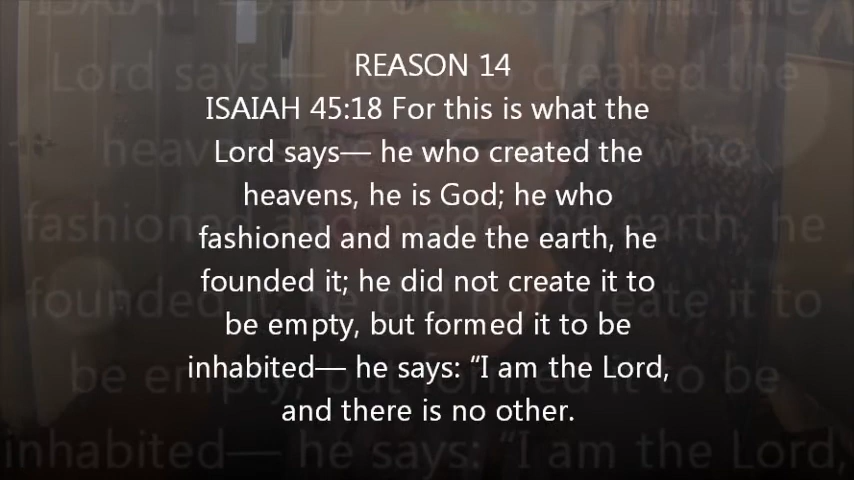 REASON 14
ISAIAH 45:18 For this is what the
Lord says— he who created the
heavens, he is God; he who
fashioned and made the earth, he
founded it; he did not create it to
be empty, but formed it to be
inhabited— he says: “I am the Lord,
and there is no other.